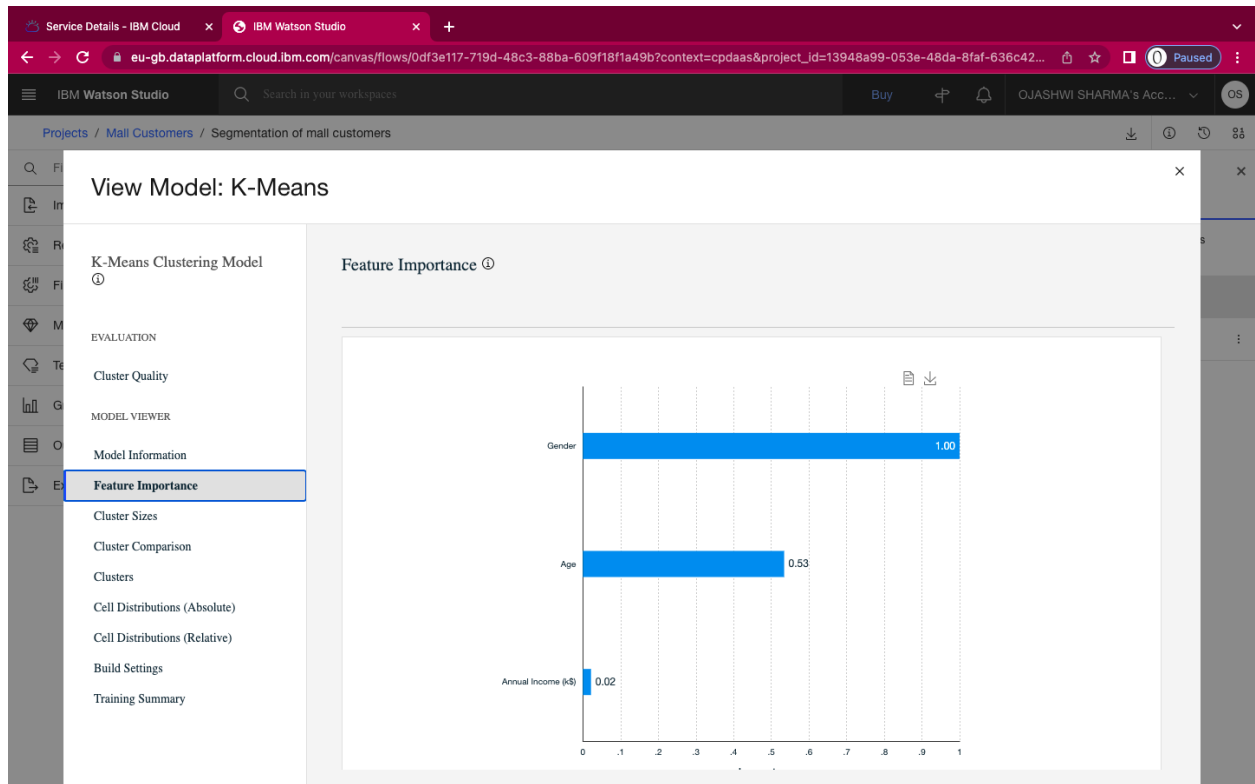 Service Details - IBM Cloud
IBM Watson Studio
eu-gb.dataplatform.cloud.ibm.com/canvas/flows/0df3e117-719d-48c3-88ba-609f18f1a49b?context=cpdaas&project_id=13948a99-053e-48da-8faf-636c42...
Paused
IBM Watson Studio
Search in your workspaces
Buy
OJASHWI SHARMA's Acc...
OS
Projects / Mall Customers / Segmentation of mall customers
View Model: K-Means
K-Means Clustering Model
EVALUATION
Cluster Quality
MODEL VIEWER
Model Information
Feature Importance
Cluster Sizes
Cluster Comparison
Clusters
Cell Distributions (Absolute)
Cell Distributions (Relative)
Build Settings
Training Summary
Feature Importance
Gender
1.00
Age
0.53
Annual Income (k$)
0.02
0 .1 .2 .3 .4 .5 .6 .7 .8 .9 1